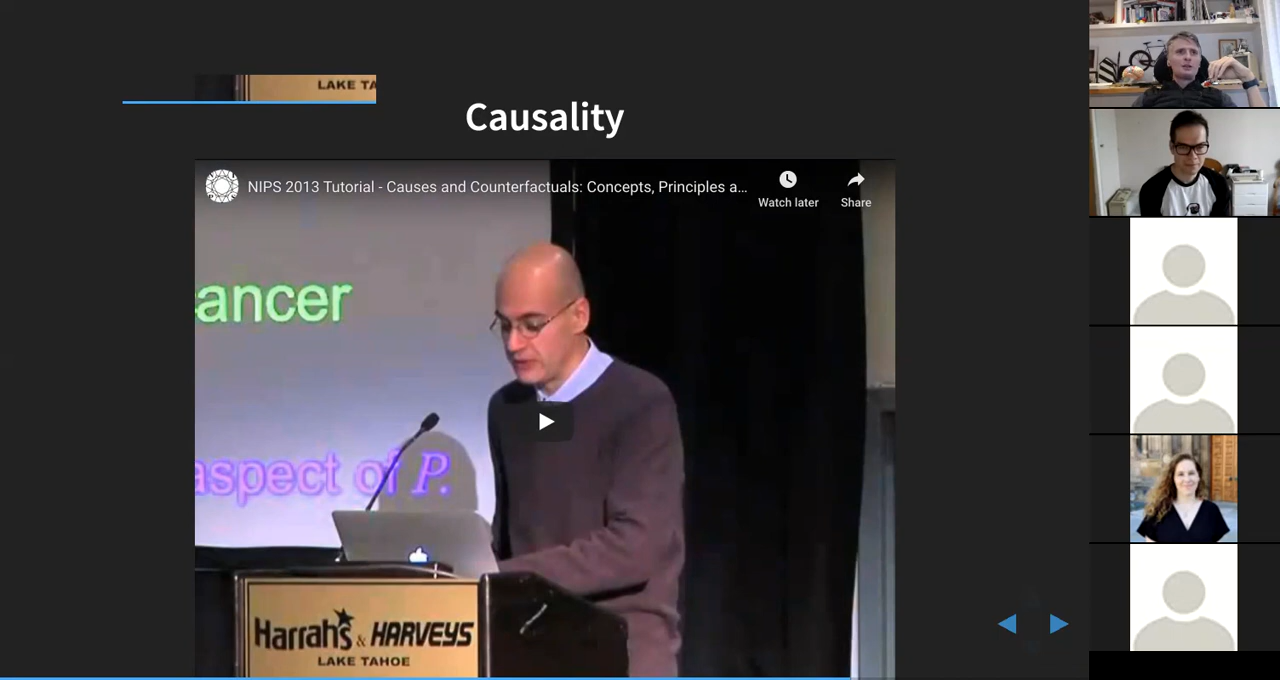 LAKE TA
Causality
NIPS 2013 Tutorial - Causes and Counterfactuals: Concepts, Principles a...
Watch later
Share
ancer
aspect of P.
Harrah's & HARVEYS
LAKE TAHOE